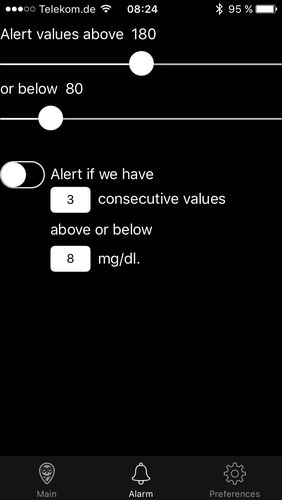 Telekom.de 08:24 95 %
Alert values above 180
or below 80
Alert if we have
3 consecutive values
above or below
8 mg/dl.
Main Alarm Preferences